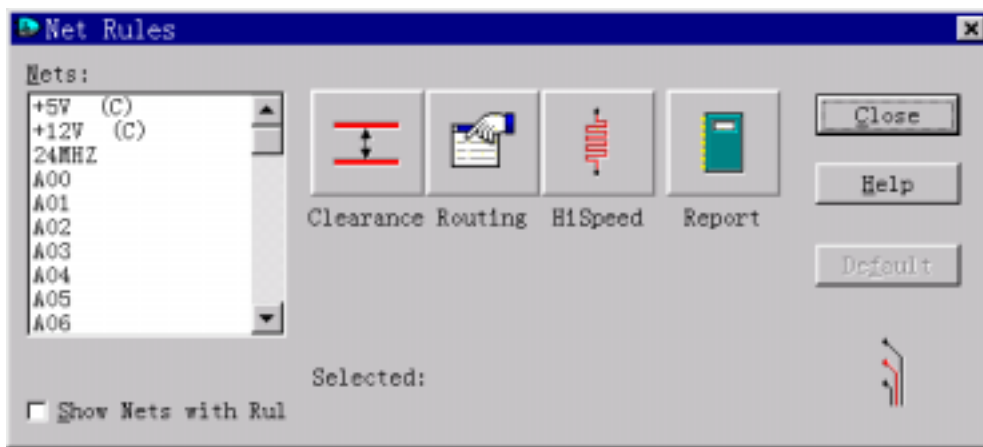 Net Rules
Nets:
+5V (C)
+12V (C)
24MHZ
A00
A01
A02
A03
A04
A05
A06
Clearance Routing HiSpeed Report
Close
Help
Default
Selected:
Show Nets with Rul